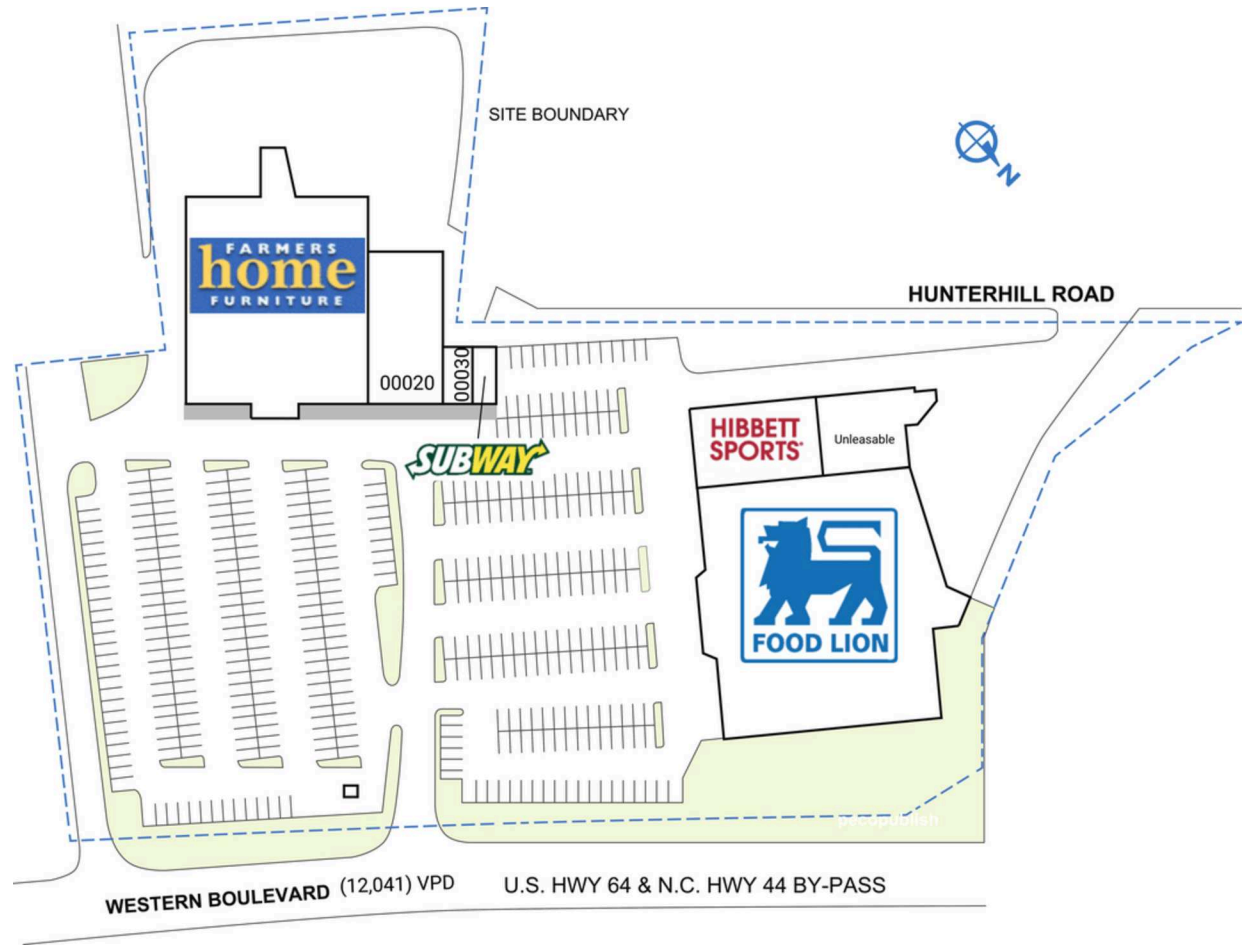 SITE BOUNDARY
N
FARMERS
home
FURNITURE
HUNTERHILL ROAD
00020
00030
SUBWAY
HIBBETT
SPORTS
Unleasable
FOOD LION
pecopublish
WESTERN BOULEVARD (12,041) VPD U.S. HWY 64 & N.C. HWY 44 BY-PASS